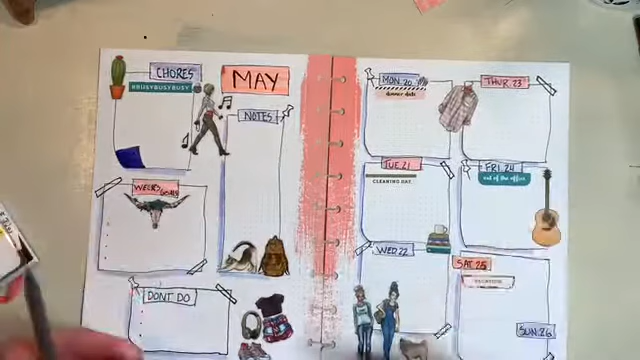 CHORES
#BUSYBUSYBUSY
MAY
NOTES
WEEKLY GOALS
DONT DO
MON. 20
dinner date
TUE. 21
CLEANING DAY
WED. 22
THUR. 23
FRI. 24
out of the office
SAT. 25
VACATION
SUN. 26